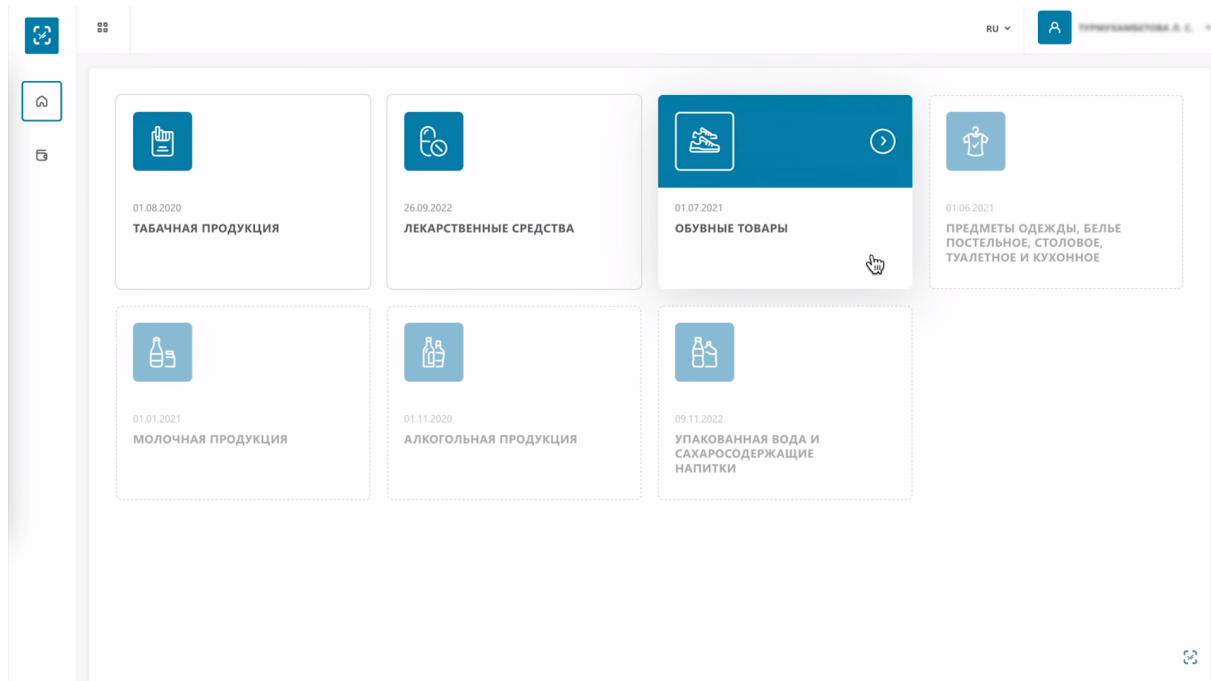 RU
01.08.2020
ТАБАЧНАЯ ПРОДУКЦИЯ
26.09.2022
ЛЕКАРСТВЕННЫЕ СРЕДСТВА
01.07.2021
ОБУВНЫЕ ТОВАРЫ
01.06.2021
ПРЕДМЕТЫ ОДЕЖДЫ, БЕЛЬЕ
ПОСТЕЛЬНОЕ, СТОЛОВОЕ,
ТУАЛЕТНОЕ И КУХОННОЕ
01.01.2021
МОЛОЧНАЯ ПРОДУКЦИЯ
01.11.2020
АЛКОГОЛЬНАЯ ПРОДУКЦИЯ
09.11.2022
УПАКОВАННАЯ ВОДА И
САХАРОСОДЕРЖАЩИЕ
НАПИТКИ